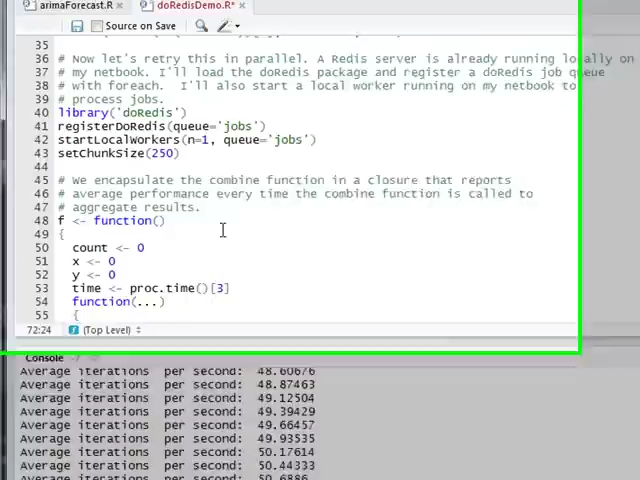 arimaForecast.R
doRedisDemo.R*
Source on Save
35
36 # Now let's retry this in parallel. A Redis server is already running locally on
37 # my netbook. I'll load the doRedis package and register a doRedis job queue
38 # with foreach.  I'll also start a local worker running on my netbook to
39 # process jobs.
40 library('doRedis')
41 registerDoRedis(queue='jobs')
42 startLocalWorkers(n=1, queue='jobs')
43 setChunkSize(250)
44
45 # We encapsulate the combine function in a closure that reports
46 # average performance every time the combine function is called to
47 # aggregate results.
48 f <- function()
49 {
50   count <- 0
51   x <- 0
52   y <- 0
53   time <- proc.time()[3]
54   function(...)
55   {
72:24 (Top Level)
Console
Average iterations  per second:  48.60676
Average iterations  per second:  48.87463
Average iterations  per second:  49.12504
Average iterations  per second:  49.39429
Average iterations  per second:  49.66457
Average iterations  per second:  49.93535
Average iterations  per second:  50.17614
Average iterations  per second:  50.44333
Average iterations  per second:  50.6886